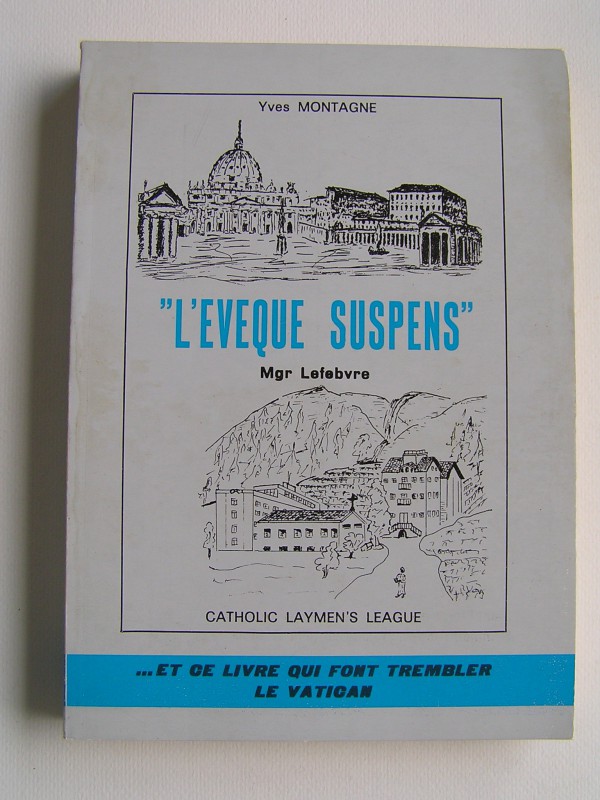 Yves MONTAGNE
"L'EVEQUE SUSPENS"
Mgr Lefebvre
CATHOLIC LAYMEN'S LEAGUE
...ET CE LIVRE QUI FONT TREMBLER
LE VATICAN